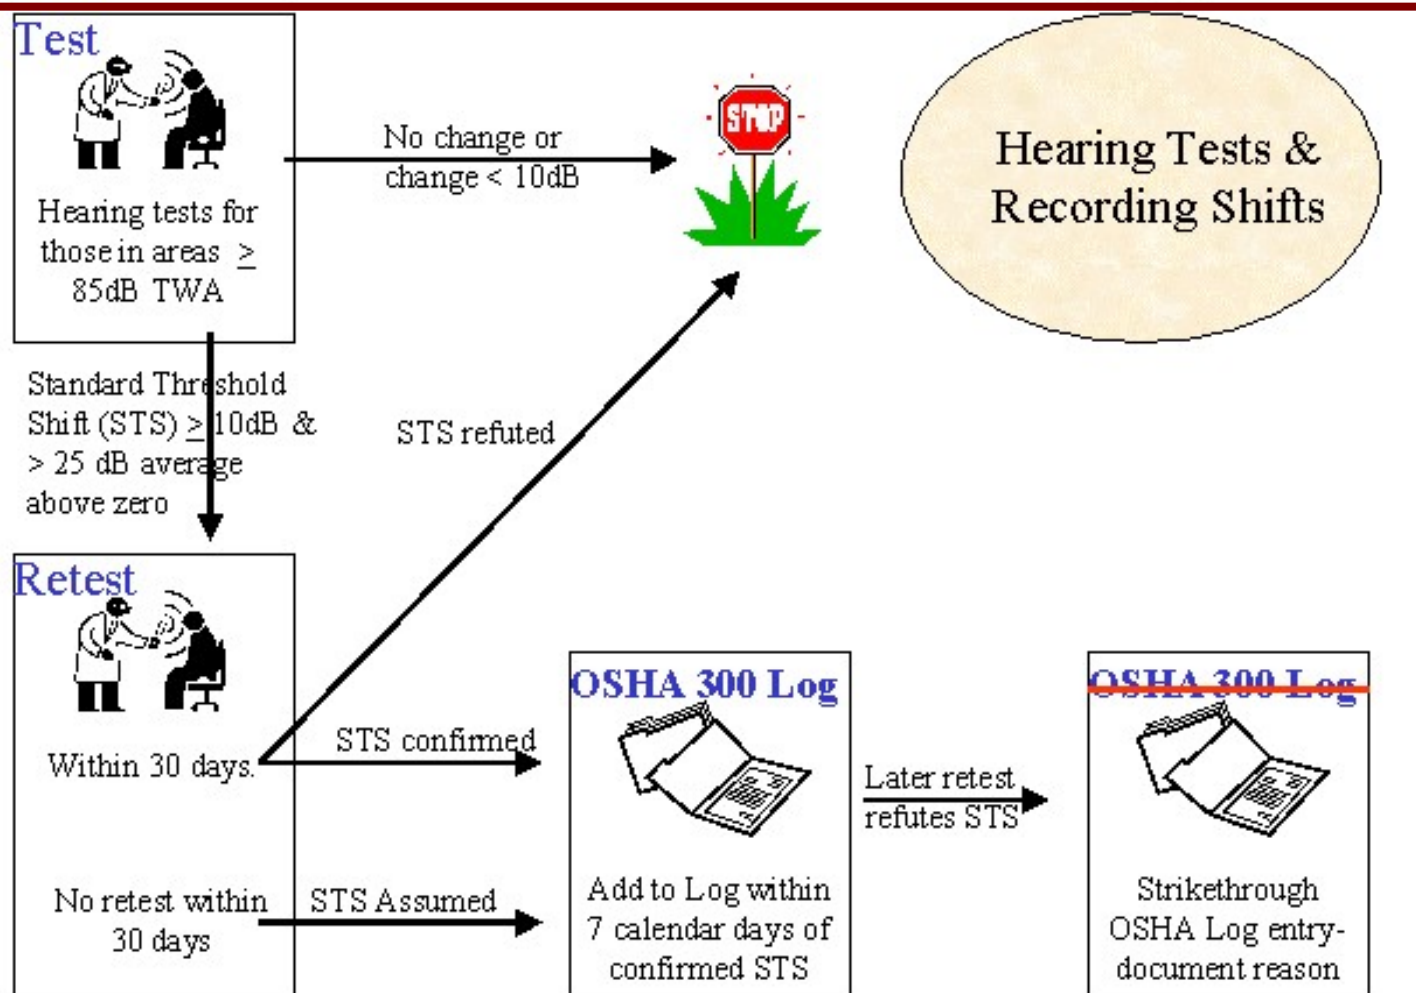 Test
Hearing tests for
those in areas ≥
85dB TWA
No change or
change < 10dB
STOP
Hearing Tests &
Recording Shifts
Standard Threshold
Shift (STS) ≥ 10dB &
> 25 dB average
above zero
STS refuted
Retest
Within 30 days.
STS confirmed
No retest within
30 days
STS Assumed
OSHA 300 Log
Add to Log within
7 calendar days of
confirmed STS
Later retest
refutes STS
OSHA 300 Log
Strikethrough
OSHA Log entry-
document reason